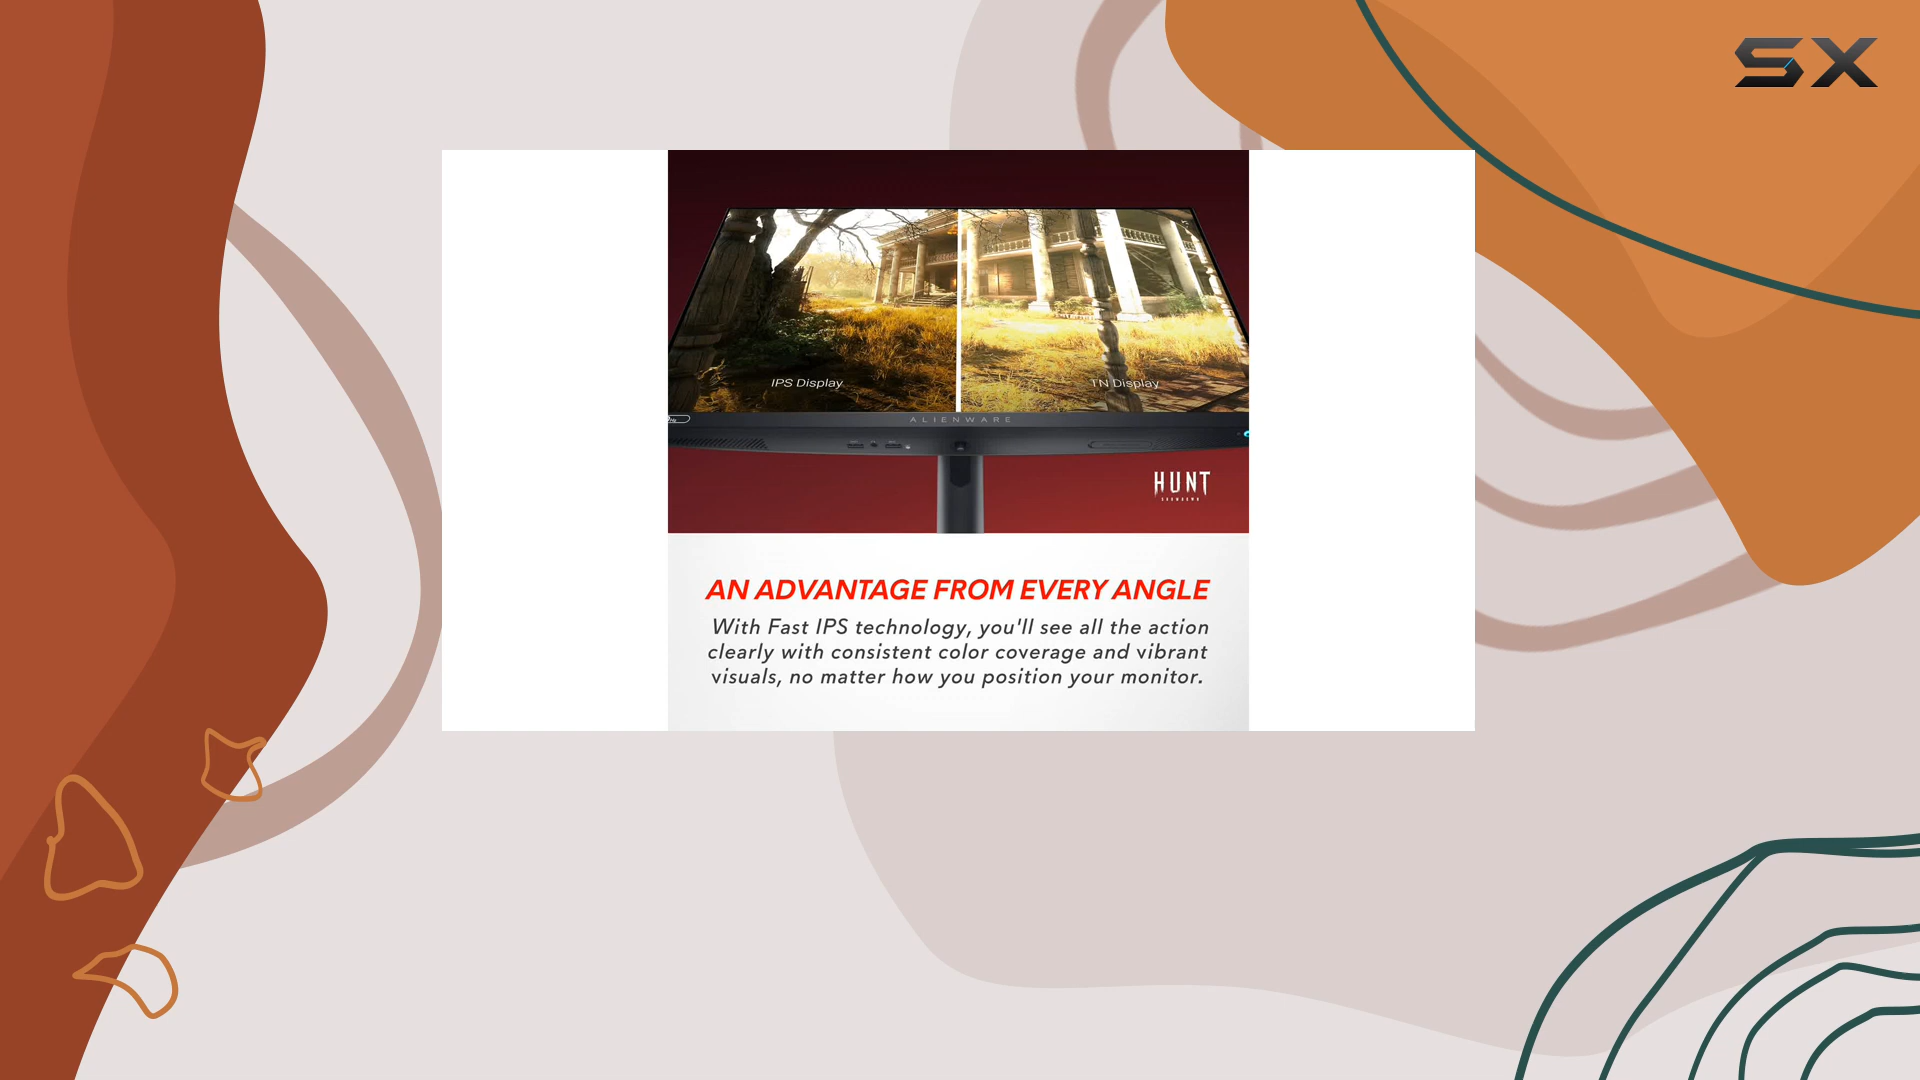 SX
IPS Display
TN Display
ALIENWARE
HUNT
AN ADVANTAGE FROM EVERY ANGLE
With Fast IPS technology, you'll see all the action
clearly with consistent color coverage and vibrant
visuals, no matter how you position your monitor.